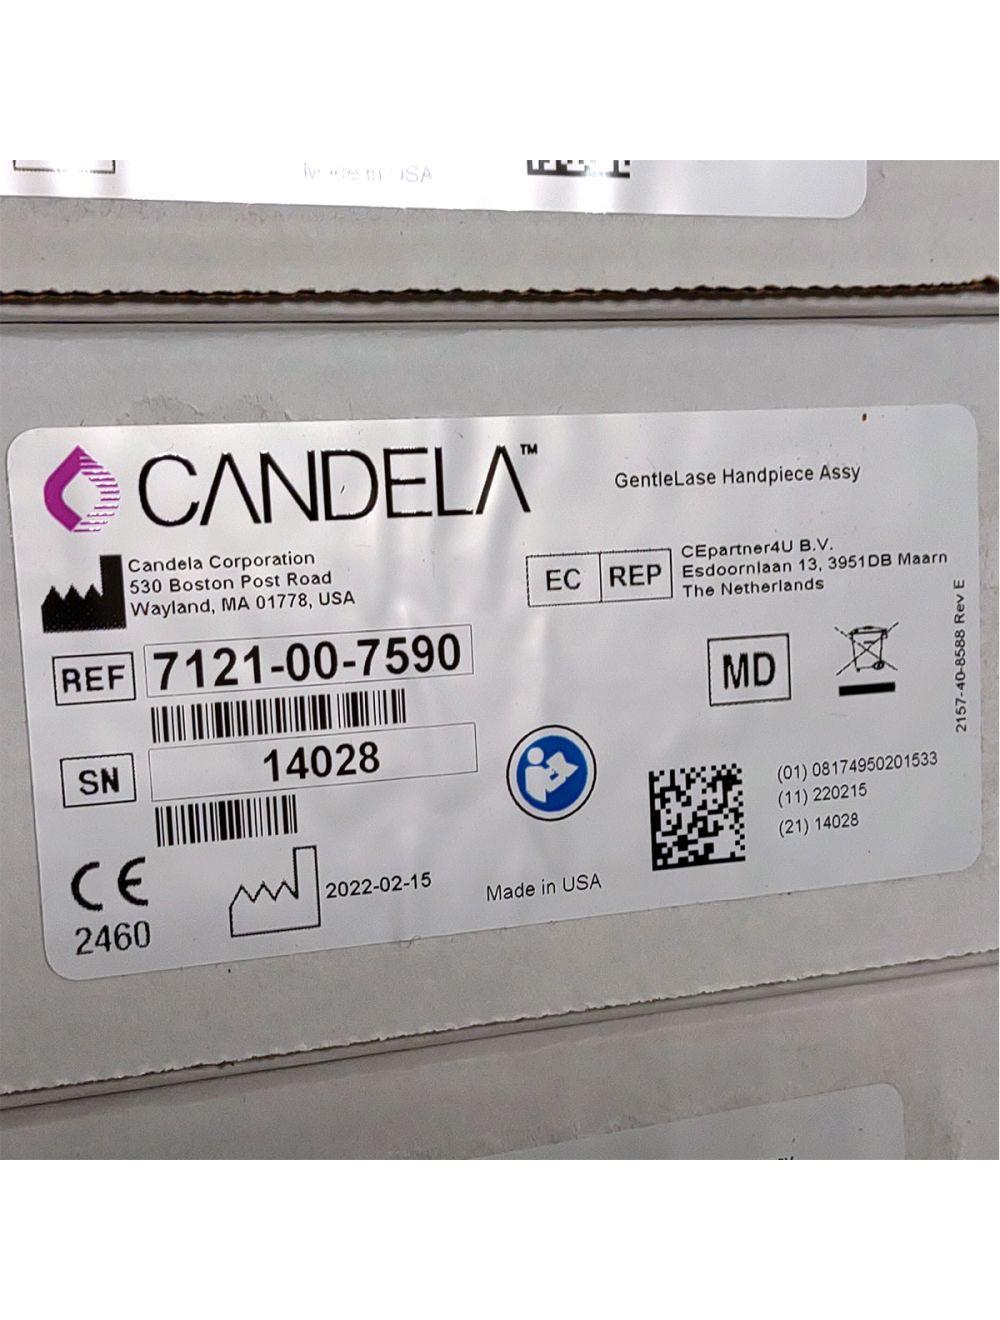 Made in USA
CANDELA™
GentleLase Handpiece Assy
Candela Corporation
530 Boston Post Road
Wayland, MA 01778, USA
EC REP
CEpartner4U B.V.
Esdoornlaan 13, 3951DB Maarn
The Netherlands
REF 7121-00-7590
MD
2157-40-8588 Rev E
SN 14028
(01) 08174950201533
(11) 220215
(21) 14028
CE
2460
2022-02-15
Made in USA